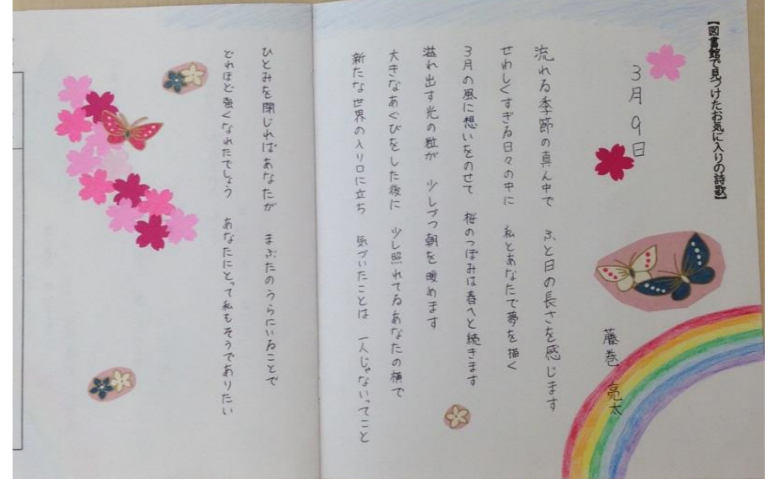 【図書館で見つけたお気に入りの詩歌】
3月9日
藤巻 亮太
流れる季節の真ん中で ふと日の長さを感じます
せわしくすぎる日々の中に 私とあなたで夢を描く
3月の風に想いをのせて 桜のつぼみは春へと続きます
溢れ出す光の粒が 少しづつ朝を暖めます
大きなあくびをした後に 少し照れてるあなたの横で
新たな世界の入り口に立ち 気づいたことは 一人じゃないってこと
ひとみを閉じればあなたが まぶたのうらにいることで
どれほど強くなれたでしょう あなたにとって私もそうでありたい